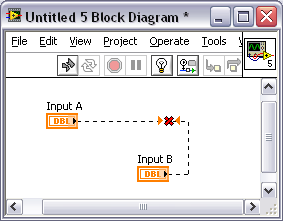 Untitled 5 Block Diagram *
File Edit View Project Operate Tools
5
Input A
DBL
Input B
DBL